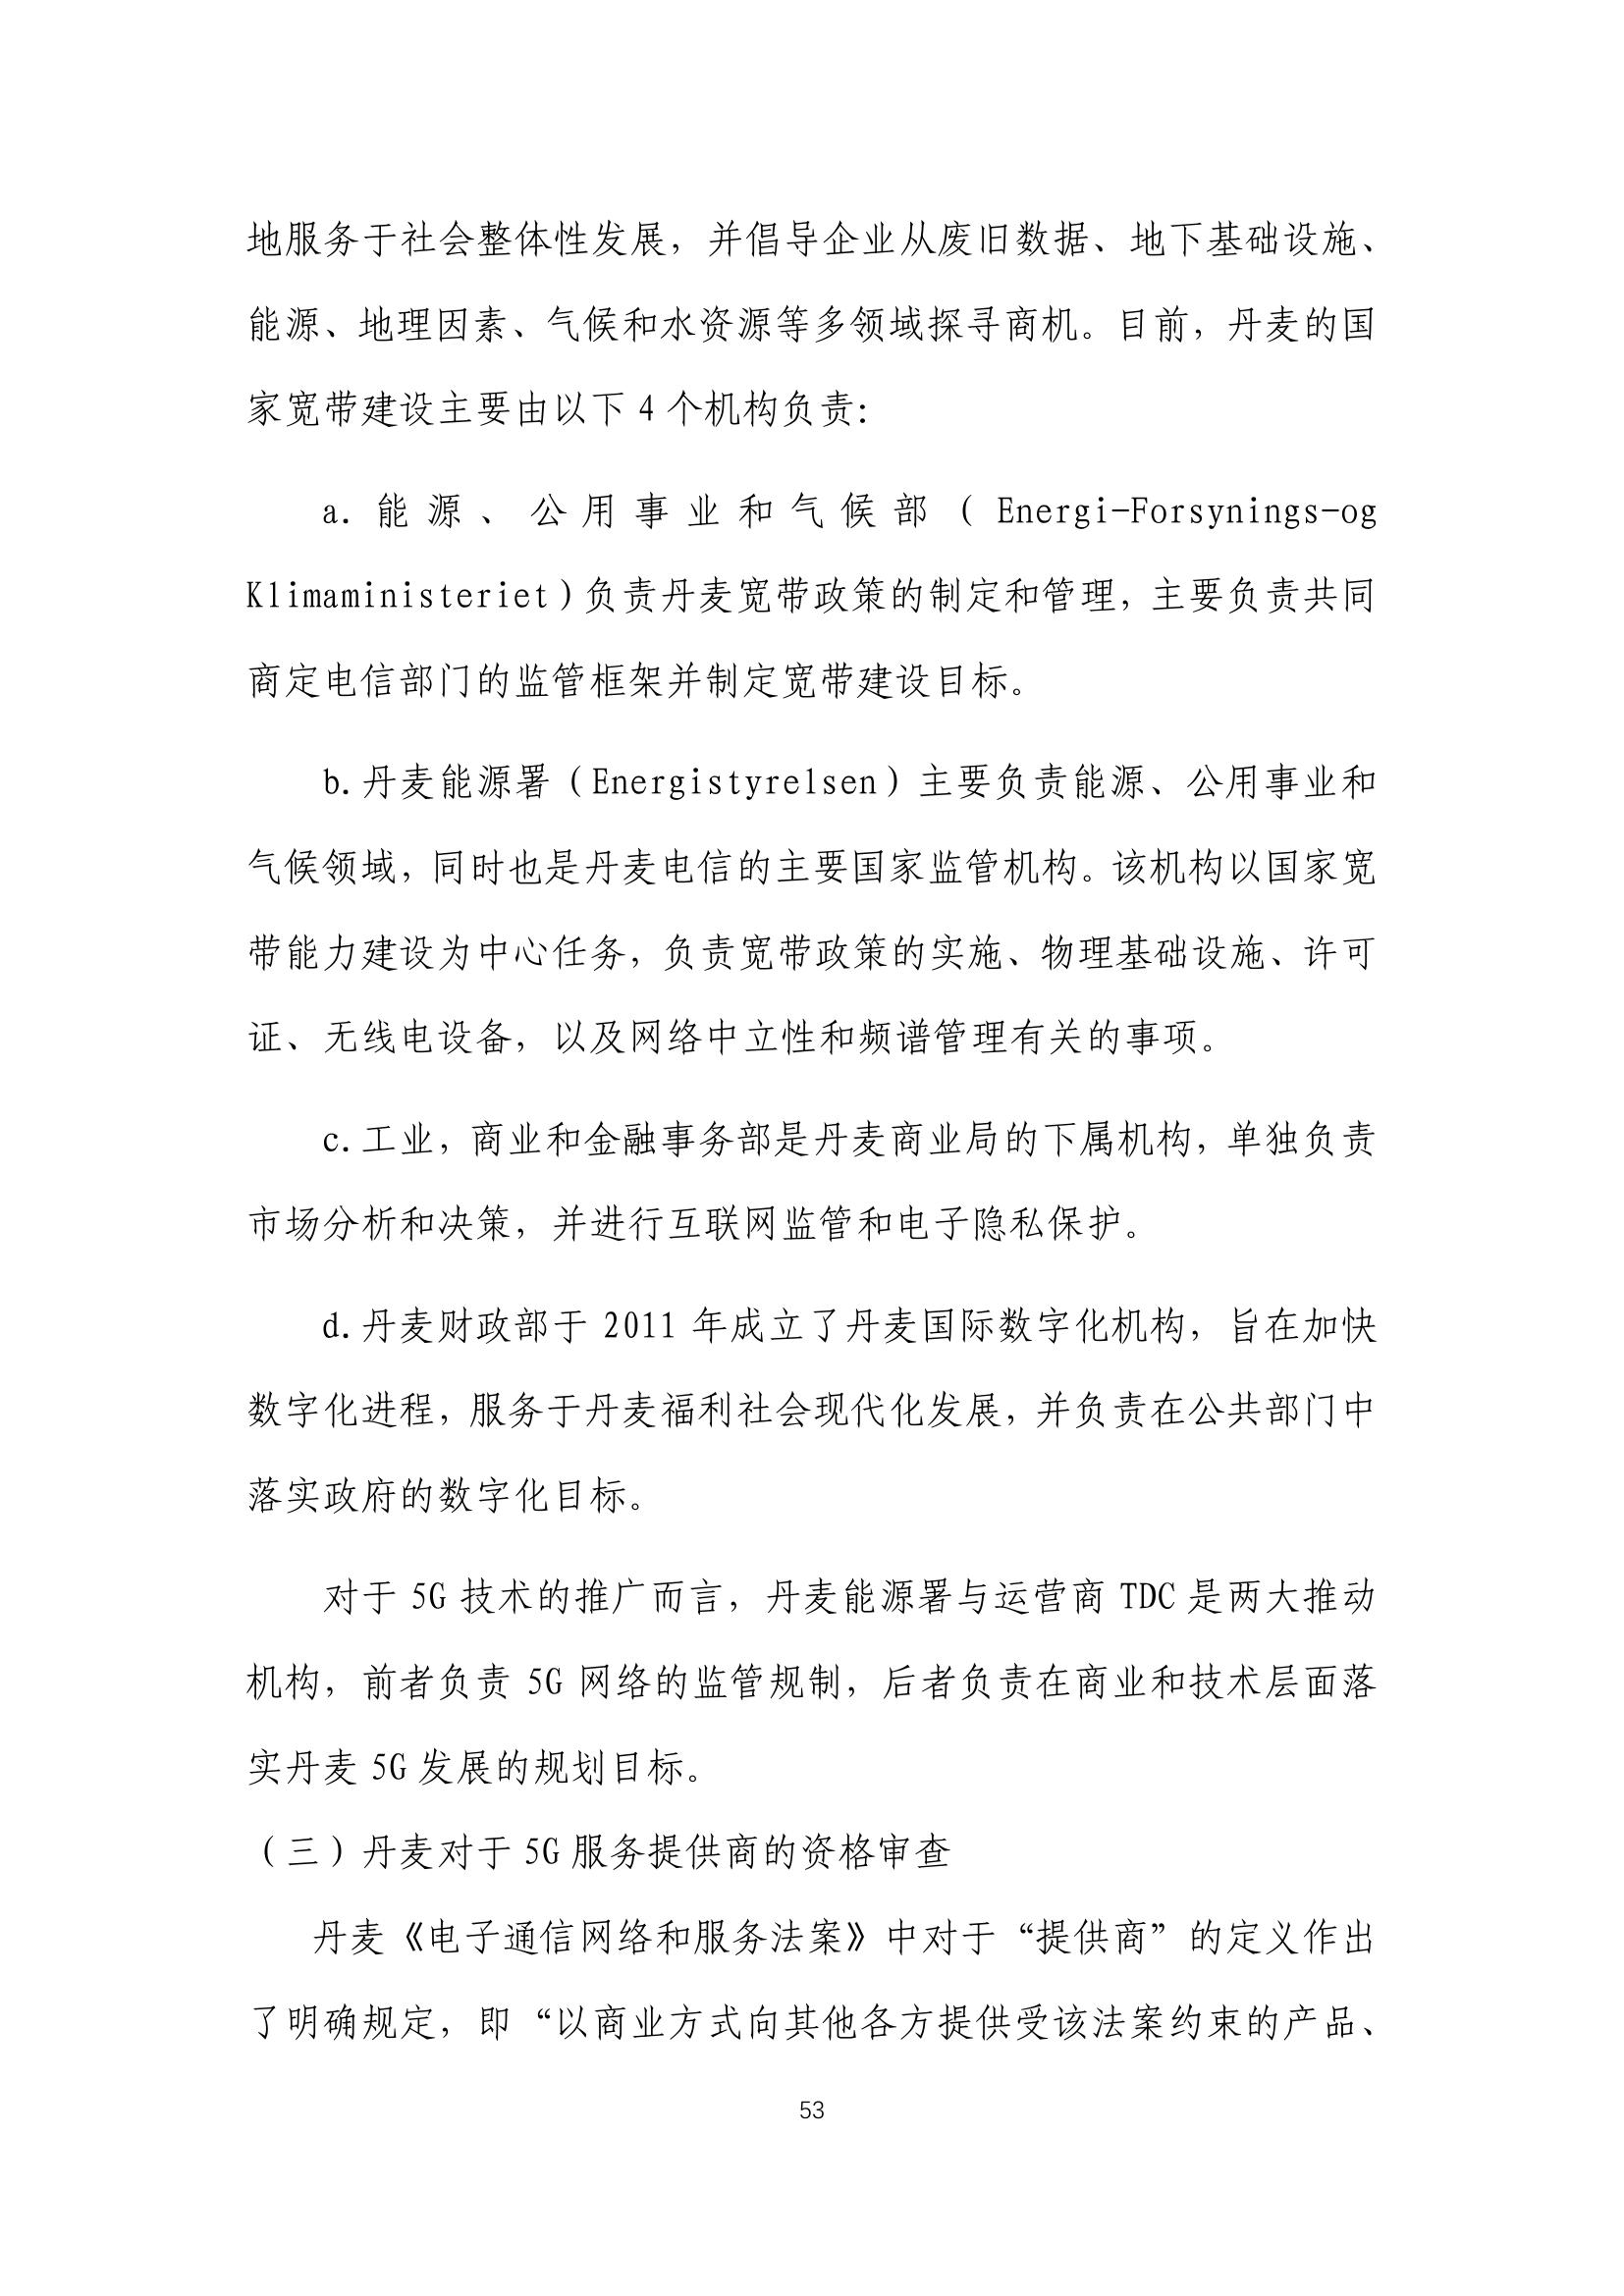 地服务于社会整体性发展，并倡导企业从废旧数据、地下基础设施、
能源、地理因素、气候和水资源等多领域探寻商机。目前，丹麦的国
家宽带建设主要由以下 4 个机构负责：
a. 能源、公用事业和气候部（ Energi-Forsynings-og
Klimaministeriet）负责丹麦宽带政策的制定和管理，主要负责共同
商定电信部门的监管框架并制定宽带建设目标。
b. 丹麦能源署（Energistyrelsen）主要负责能源、公用事业和
气候领域，同时也是丹麦电信的主要国家监管机构。该机构以国家宽
带能力建设为中心任务，负责宽带政策的实施、物理基础设施、许可
证、无线电设备，以及网络中立性和频谱管理有关的事项。
c. 工业，商业和金融事务部是丹麦商业局的下属机构，单独负责
市场分析和决策，并进行互联网监管和电子隐私保护。
d. 丹麦财政部于 2011 年成立了丹麦国际数字化机构，旨在加快
数字化进程，服务于丹麦福利社会现代化发展，并负责在公共部门中
落实政府的数字化目标。
对于 5G 技术的推广而言，丹麦能源署与运营商 TDC 是两大推动
机构，前者负责 5G 网络的监管规制，后者负责在商业和技术层面落
实丹麦 5G 发展的规划目标。
（三）丹麦对于 5G 服务提供商的资格审查
丹麦《电子通信网络和服务法案》中对于“提供商”的定义作出
了明确规定，即“以商业方式向其他各方提供受该法案约束的产品、
53